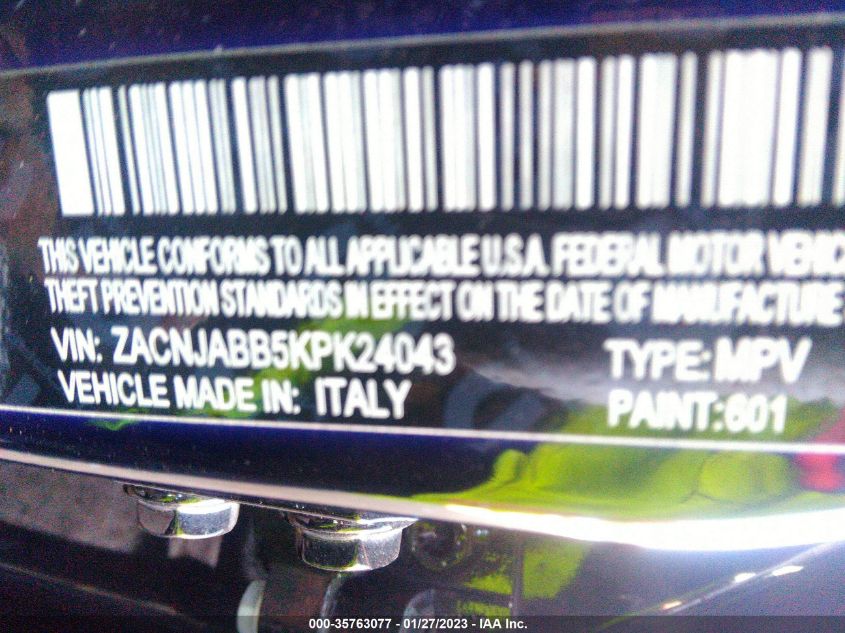 THIS VEHICLE CONFORMS TO ALL APPLICABLE U.S.A. FEDERAL MOTOR VEHIC
THEFT PREVENTION STANDARDS IN EFFECT ON THE DATE OF MANUFACTURE
VIN: ZACNJABB5KPK24043 TYPE: MPV
VEHICLE MADE IN: ITALY PAINT:601
000-35763077 - 01/27/2023 - IAA Inc.